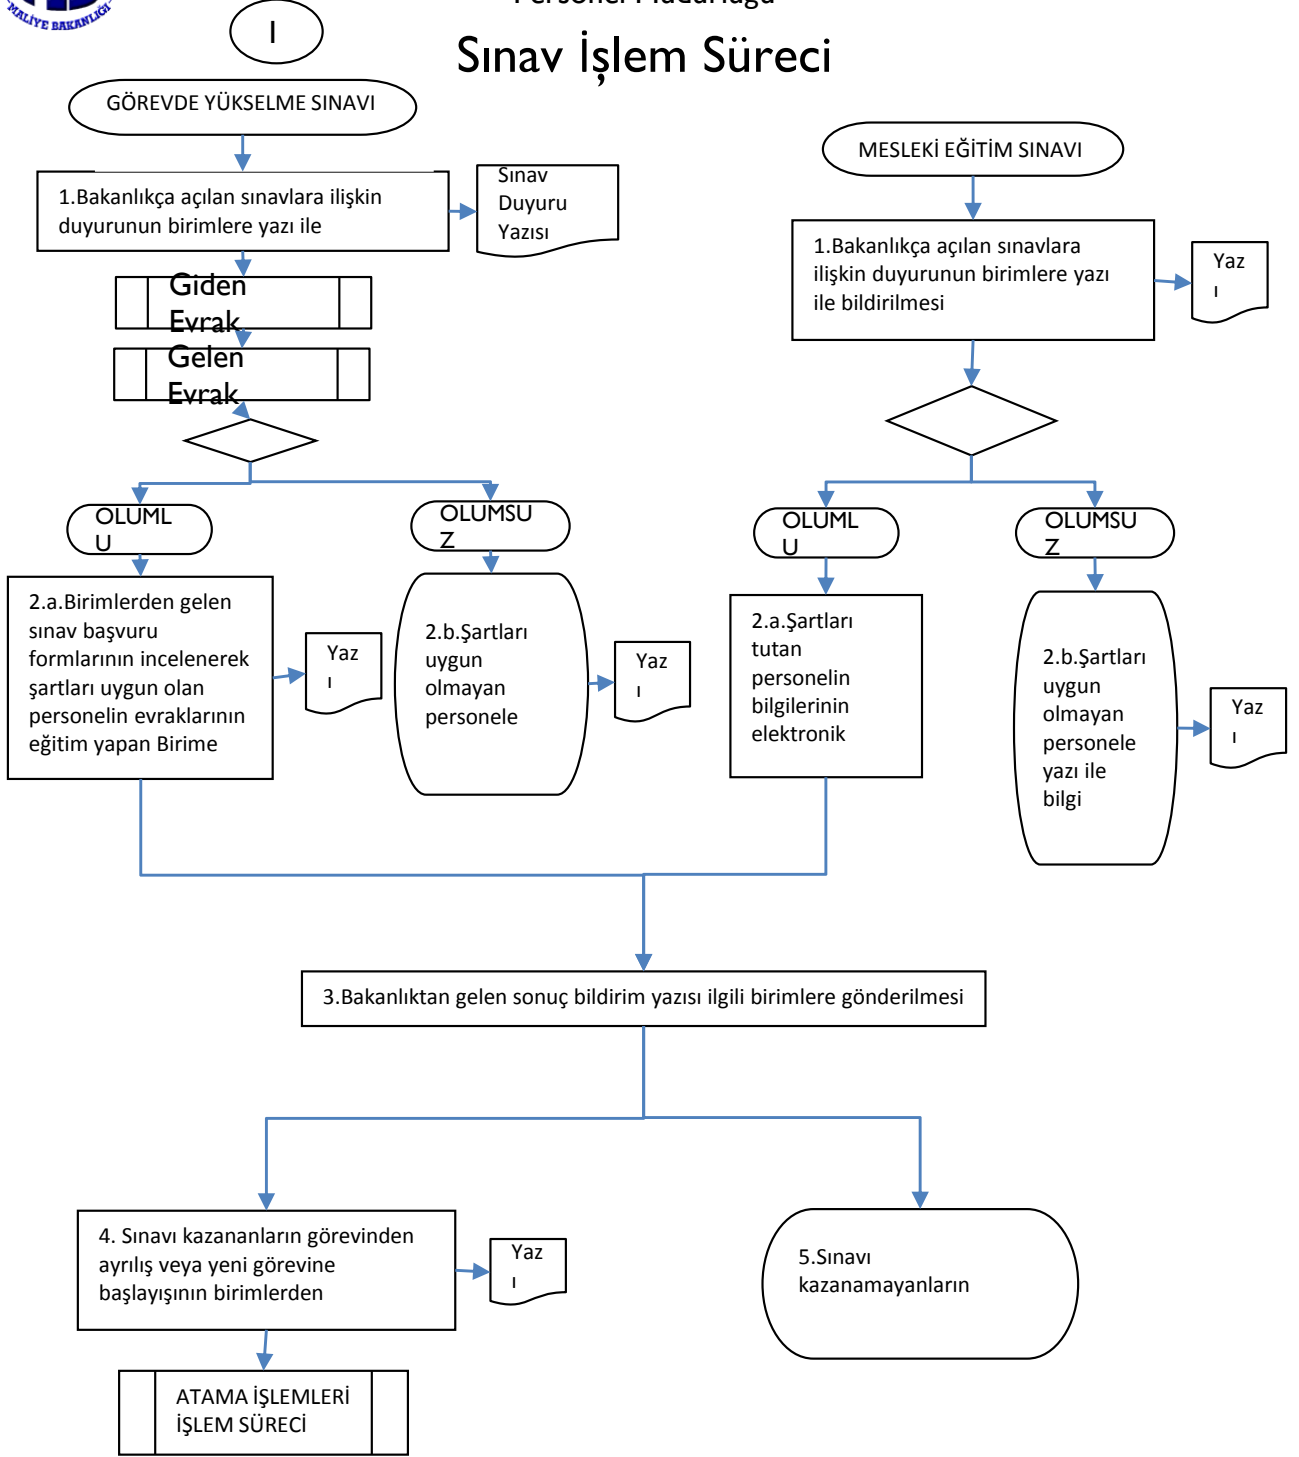 MALİYE BAKANLIĞI
Personel Müdürlüğü
I
Sınav İşlem Süreci
GÖREVDE YÜKSELME SINAVI
1.Bakanlıkça açılan sınavlara ilişkin
duyurunun birimlere yazı ile
Sınav
Duyuru
Yazısı
Giden
Evrak
Gelen
Evrak
OLUML
U
OLUMSU
Z
2.a.Birimlerden gelen
sınav başvuru
formlarının incelenerek
şartları uygun olan
personelin evraklarının
eğitim yapan Birime
Yaz
ı
2.b.Şartları
uygun
olmayan
personele
Yaz
ı
MESLEKİ EĞİTİM SINAVI
1.Bakanlıkça açılan sınavlara
ilişkin duyurunun birimlere yazı
ile bildirilmesi
Yaz
ı
OLUML
U
OLUMSU
Z
2.a.Şartları
tutan
personelin
bilgilerinin
elektronik
2.b.Şartları
uygun
olmayan
personele
yazı ile
bilgi
Yaz
ı
3.Bakanlıktan gelen sonuç bildirim yazısı ilgili birimlere gönderilmesi
4. Sınavı kazananların görevinden
ayrılış veya yeni görevine
başlayışının birimlerden
Yaz
ı
5.Sınavı
kazanamayanların
ATAMA İŞLEMLERİ
İŞLEM SÜRECİ